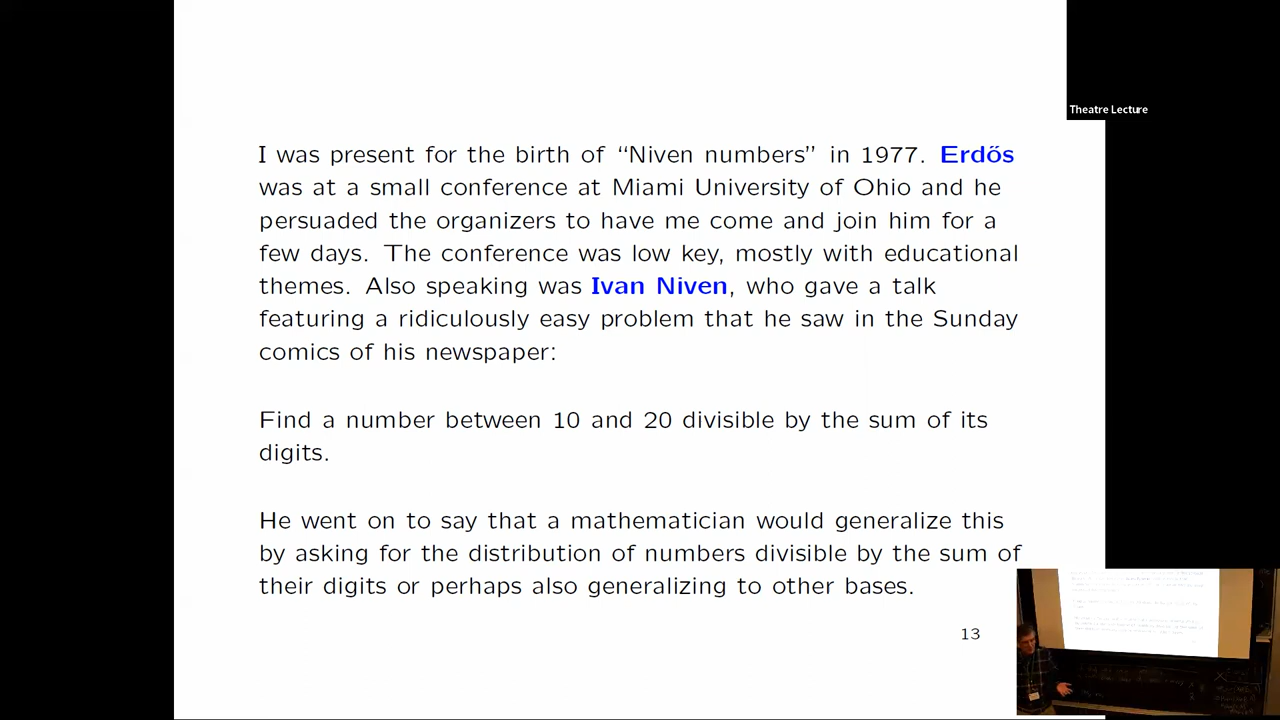 Theatre Lecture
I was present for the birth of “Niven numbers” in 1977. Erdős
was at a small conference at Miami University of Ohio and he
persuaded the organizers to have me come and join him for a
few days. The conference was low key, mostly with educational
themes. Also speaking was Ivan Niven, who gave a talk
featuring a ridiculously easy problem that he saw in the Sunday
comics of his newspaper:
Find a number between 10 and 20 divisible by the sum of its
digits.
He went on to say that a mathematician would generalize this
by asking for the distribution of numbers divisible by the sum of
their digits or perhaps also generalizing to other bases.
13